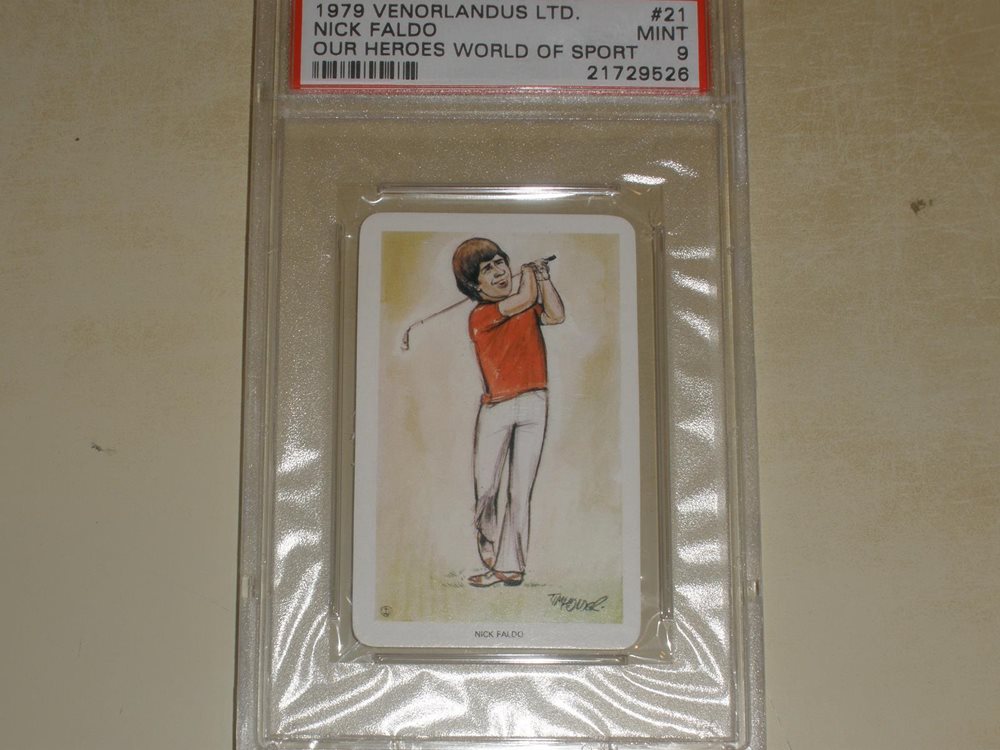 1979 VENORLANDUS LTD. #21
NICK FALDO MINT
OUR HEROES WORLD OF SPORT 9
21729526
NICK FALDO